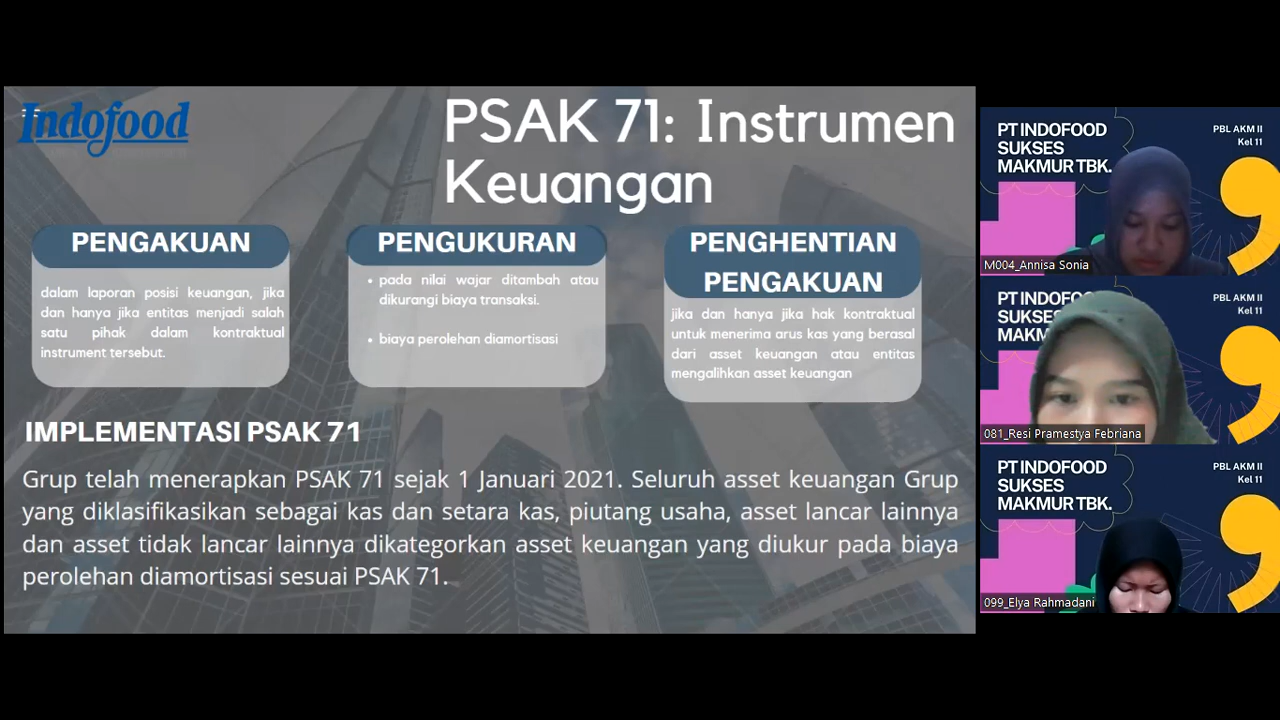 Indofood
PSAK 71: Instrumen
Keuangan
PENGAKUAN
dalam laporan posisi keuangan, jika
dan hanya jika entitas menjadi salah
satu pihak dalam kontraktual
instrument tersebut.
PENGUKURAN
• pada nilai wajar ditambah atau
dikurangi biaya transaksi.
• biaya perolehan diamortisasi
PENGHENTIAN
PENGAKUAN
jika dan hanya jika hak kontraktual
untuk menerima arus kas yang berasal
dari asset keuangan atau entitas
mengalihkan asset keuangan
IMPLEMENTASI PSAK 71
Grup telah menerapkan PSAK 71 sejak 1 Januari 2021. Seluruh asset keuangan Grup
yang diklasifikasikan sebagai kas dan setara kas, piutang usaha, asset lancar lainnya
dan asset tidak lancar lainnya dikategorkan asset keuangan yang diukur pada biaya
perolehan diamortisasi sesuai PSAK 71.
PT INDOFOOD
SUKSES
MAKMUR TBK.
PBL AKM II
Kel 11
M004_Annisa Sonia
PT INDOFOO
SUKSES
MAKM
PBL AKM II
Kel 11
081_Resi Pramestya Febriana
PT INDOFOOD
SUKSES
MAKMUR TBK.
PBL AKM II
Kel 11
099_Elya Rahmadani